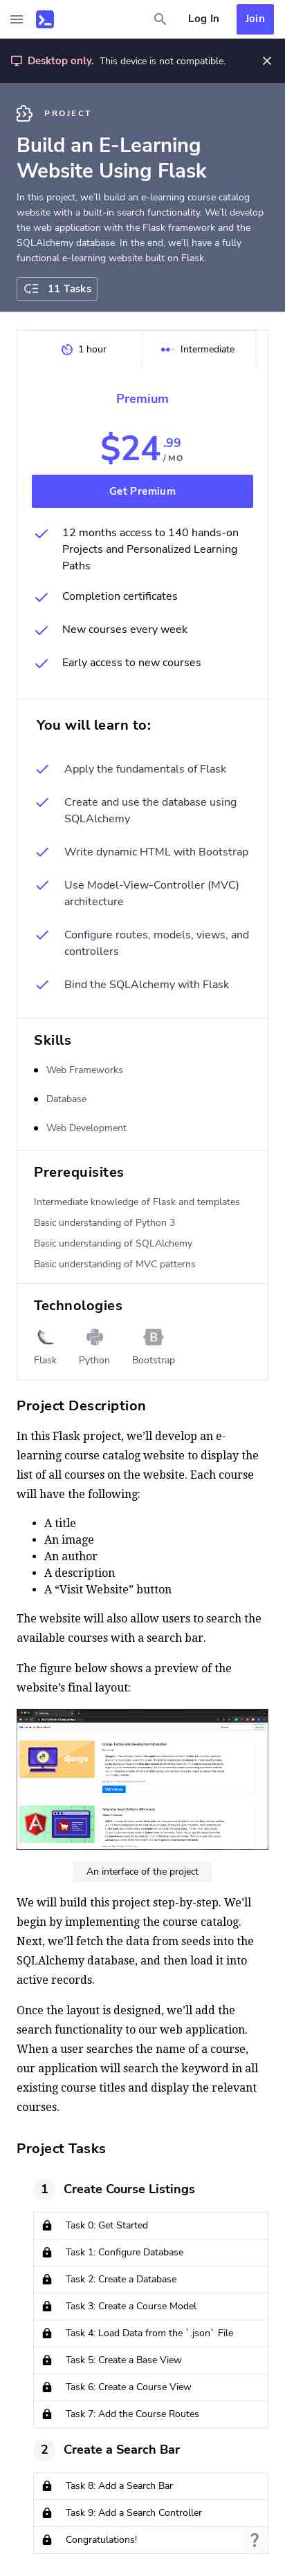 Log In
Join
Desktop only. This device is not compatible.
PROJECT
Build an E-Learning
Website Using Flask
In this project, we'll build an e-learning course catalog
website with a built-in search functionality. We'll develop
the web application with the Flask framework and the
SQLAlchemy database. In the end, we'll have a fully
functional e-learning website built on Flask.
11 Tasks
1 hour
Intermediate
Premium
$24.99
/MO
Get Premium
12 months access to 140 hands-on
Projects and Personalized Learning
Paths
Completion certificates
New courses every week
Early access to new courses
You will learn to:
Apply the fundamentals of Flask
Create and use the database using
SQLAlchemy
Write dynamic HTML with Bootstrap
Use Model-View-Controller (MVC)
architecture
Configure routes, models, views, and
controllers
Bind the SQLAlchemy with Flask
Skills
Web Frameworks
Database
Web Development
Prerequisites
Intermediate knowledge of Flask and templates
Basic understanding of Python 3
Basic understanding of SQLAlchemy
Basic understanding of MVC patterns
Technologies
Flask
Python
Bootstrap
Project Description
In this Flask project, we’ll develop an e-
learning course catalog website to display the
list of all courses on the website. Each course
will have the following:
• A title
• An image
• An author
• A description
• A “Visit Website” button
The website will also allow users to search the
available courses with a search bar.
The figure below shows a preview of the
website’s final layout:
django
An interface of the project
We will build this project step-by-step. We’ll
begin by implementing the course catalog.
Next, we’ll fetch the data from seeds into the
SQLAlchemy database, and then load it into
active records.
Once the layout is designed, we’ll add the
search functionality to our web application.
When a user searches the name of a course,
our application will search the keyword in all
existing course titles and display the relevant
courses.
Project Tasks
1 Create Course Listings
Task 0: Get Started
Task 1: Configure Database
Task 2: Create a Database
Task 3: Create a Course Model
Task 4: Load Data from the `.json` File
Task 5: Create a Base View
Task 6: Create a Course View
Task 7: Add the Course Routes
2 Create a Search Bar
Task 8: Add a Search Bar
Task 9: Add a Search Controller
Congratulations!
?